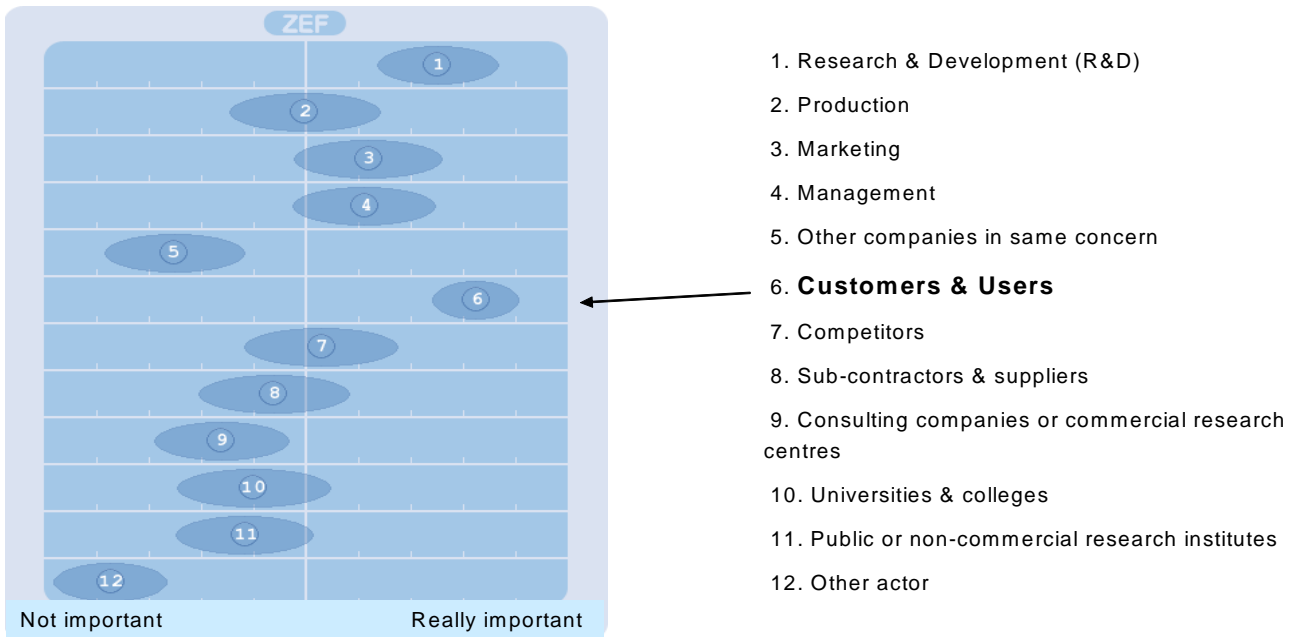 ZEF
1
2
3
4
5
6
7
8
9
10
11
12
Not important
Really important
1. Research & Development (R&D)
2. Production
3. Marketing
4. Management
5. Other companies in same concern
6. Customers & Users
7. Competitors
8. Sub-contractors & suppliers
9. Consulting companies or commercial research
centres
10. Universities & colleges
11. Public or non-commercial research institutes
12. Other actor